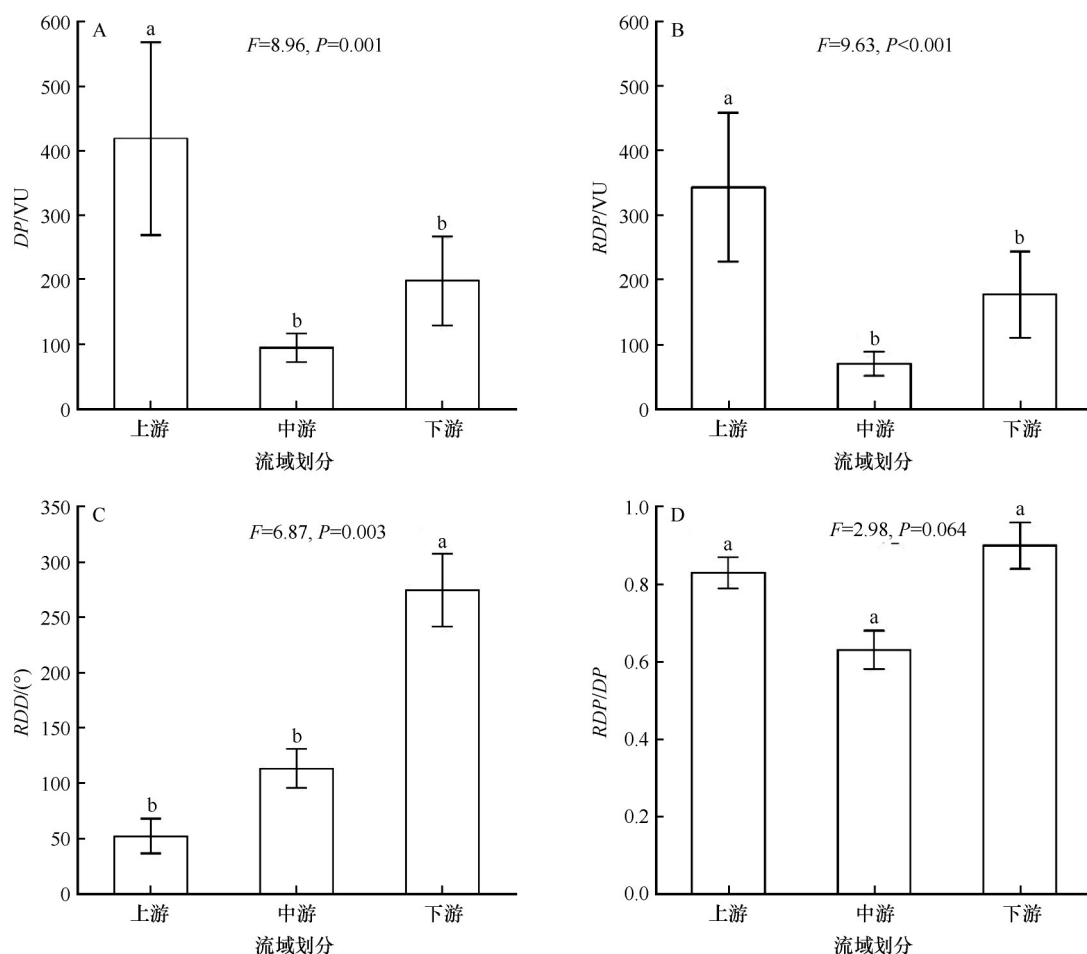 A
F=8.96, P=0.001
DP/VU
600
500
400
300
200
100
0
a
b
b
上游
中游
下游
流域划分
B
F=9.63, P<0.001
RDP/VU
600
500
400
300
200
100
0
a
b
b
上游
中游
下游
流域划分
C
F=6.87, P=0.003
RDD/(°)
350
300
250
200
150
100
50
0
b
b
a
上游
中游
下游
流域划分
D
F=2.98, P=0.064
RDP/DP
1.0
0.8
0.6
0.4
0.2
0.0
a
a
a
上游
中游
下游
流域划分